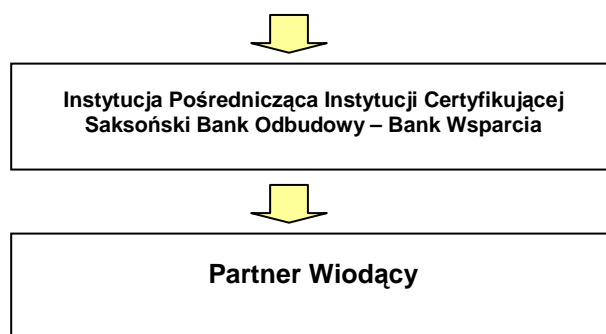 Instytucja Pośrednicząca Instytucji Certyfikującej
Saksoński Bank Odbudowy – Bank Wsparcia
Partner Wiodący